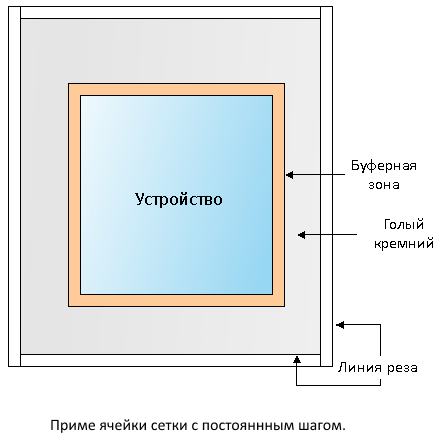 Буферная
зона
Устройство
Голый
кремний
Линия реза
Приме ячейки сетки с постояннным шагом.